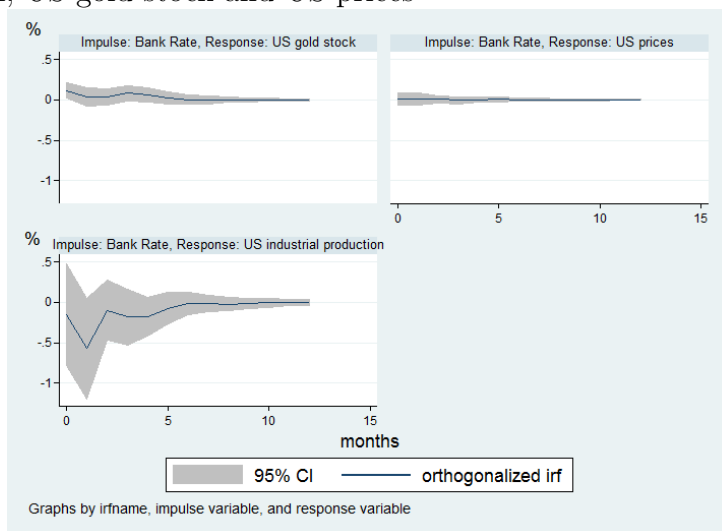 US gold stock and US prices
%
Impulse: Bank Rate, Response: US gold stock
Impulse: Bank Rate, Response: US prices
.5
0
-.5
-1
0
5
10
15
%
Impulse: Bank Rate, Response: US industrial production
.5
0
-.5
-1
0
5
10
15
months
95% CI
orthogonalized irf
Graphs by irfname, impulse variable, and response variable